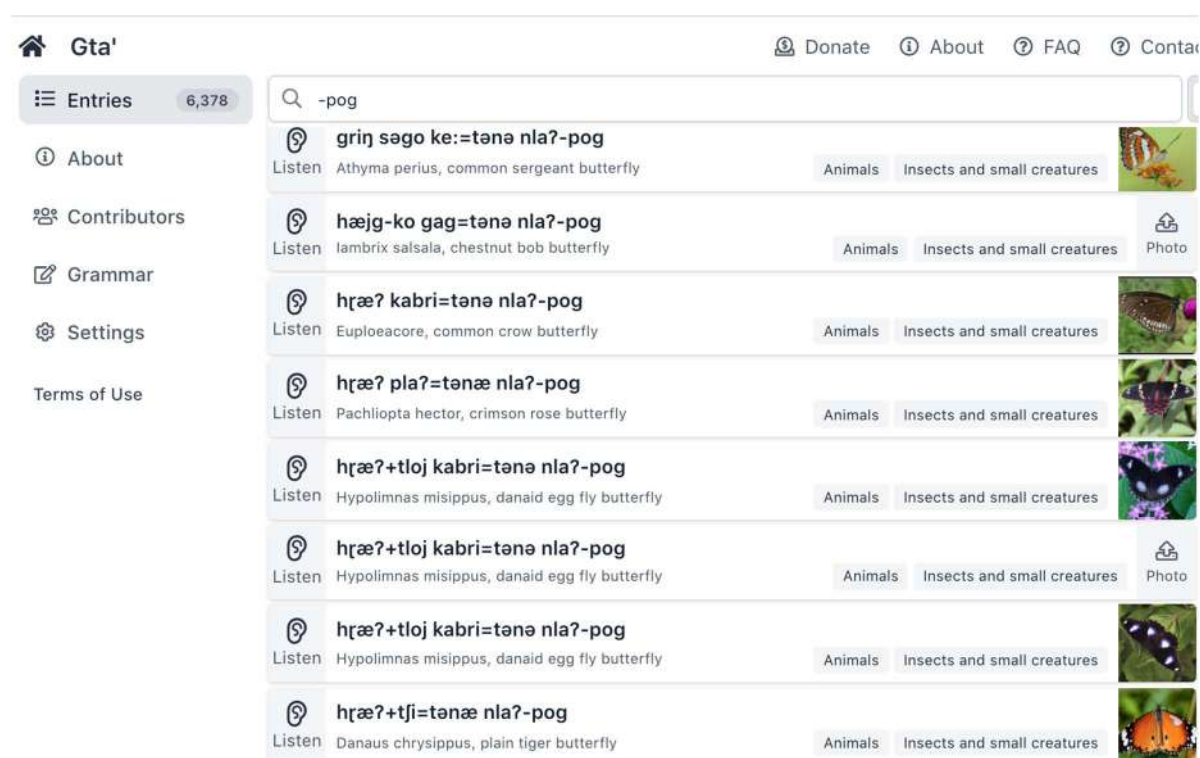 Gta'
Donate About FAQ Contac
Entries 6,378
-pog
About
Contributors
Grammar
Settings
Terms of Use
griŋ səgo ke:=tənə nlaʔ-pog
Listen Athyma perius, common sergeant butterfly Animals Insects and small creatures
hæjg-ko gag=tənə nlaʔ-pog
Listen Iambrix salsala, chestnut bob butterfly Animals Insects and small creatures Photo
hɽæʔ kabri=tənə nlaʔ-pog
Listen Euploeacore, common crow butterfly Animals Insects and small creatures
hɽæʔ plaʔ=tənæ nlaʔ-pog
Listen Pachliopta hector, crimson rose butterfly Animals Insects and small creatures
hɽæʔ+tloj kabri=tənə nlaʔ-pog
Listen Hypolimnas misippus, danaid egg fly butterfly Animals Insects and small creatures
hɽæʔ+tloj kabri=tənə nlaʔ-pog
Listen Hypolimnas misippus, danaid egg fly butterfly Animals Insects and small creatures Photo
hɽæʔ+tloj kabri=tənə nlaʔ-pog
Listen Hypolimnas misippus, danaid egg fly butterfly Animals Insects and small creatures
hɽæʔ+tʃi=tənæ nlaʔ-pog
Listen Danaus chrysippus, plain tiger butterfly Animals Insects and small creatures